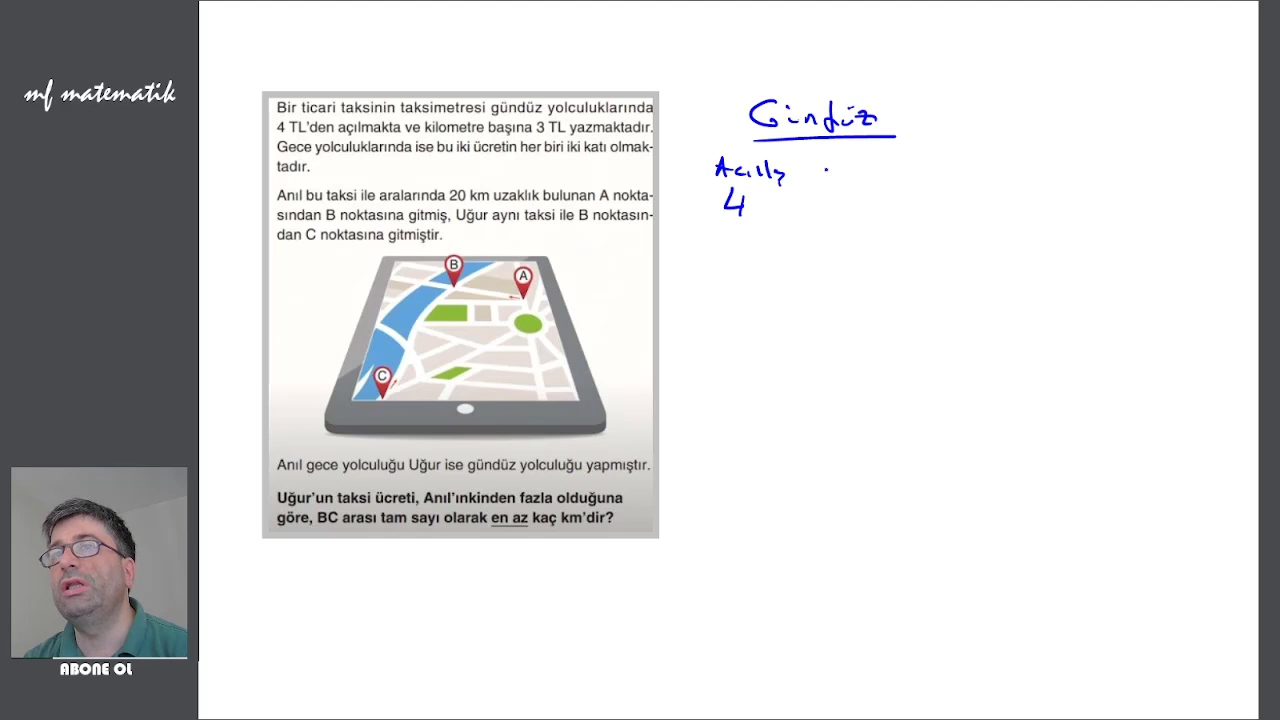 mf matematik
Bir ticari taksinin taksimetresi gündüz yolculuklarında
4 TL'den açılmakta ve kilometre başına 3 TL yazmaktadır.
Gece yolculuklarında ise bu iki ücretin her biri iki katı olmak-
tadır.
Anıl bu taksi ile aralarında 20 km uzaklık bulunan A nokta-
sından B noktasına gitmiş, Uğur aynı taksi ile B noktasın-
dan C noktasına gitmiştir.
B
A
C
Anıl gece yolculuğu Uğur ise gündüz yolculuğu yapmıştır.
Uğur'un taksi ücreti, Anıl'ınkinden fazla olduğuna
göre, BC arası tam sayı olarak en az kaç km'dir?
Gündüz
Açılış
4
ABONE OL